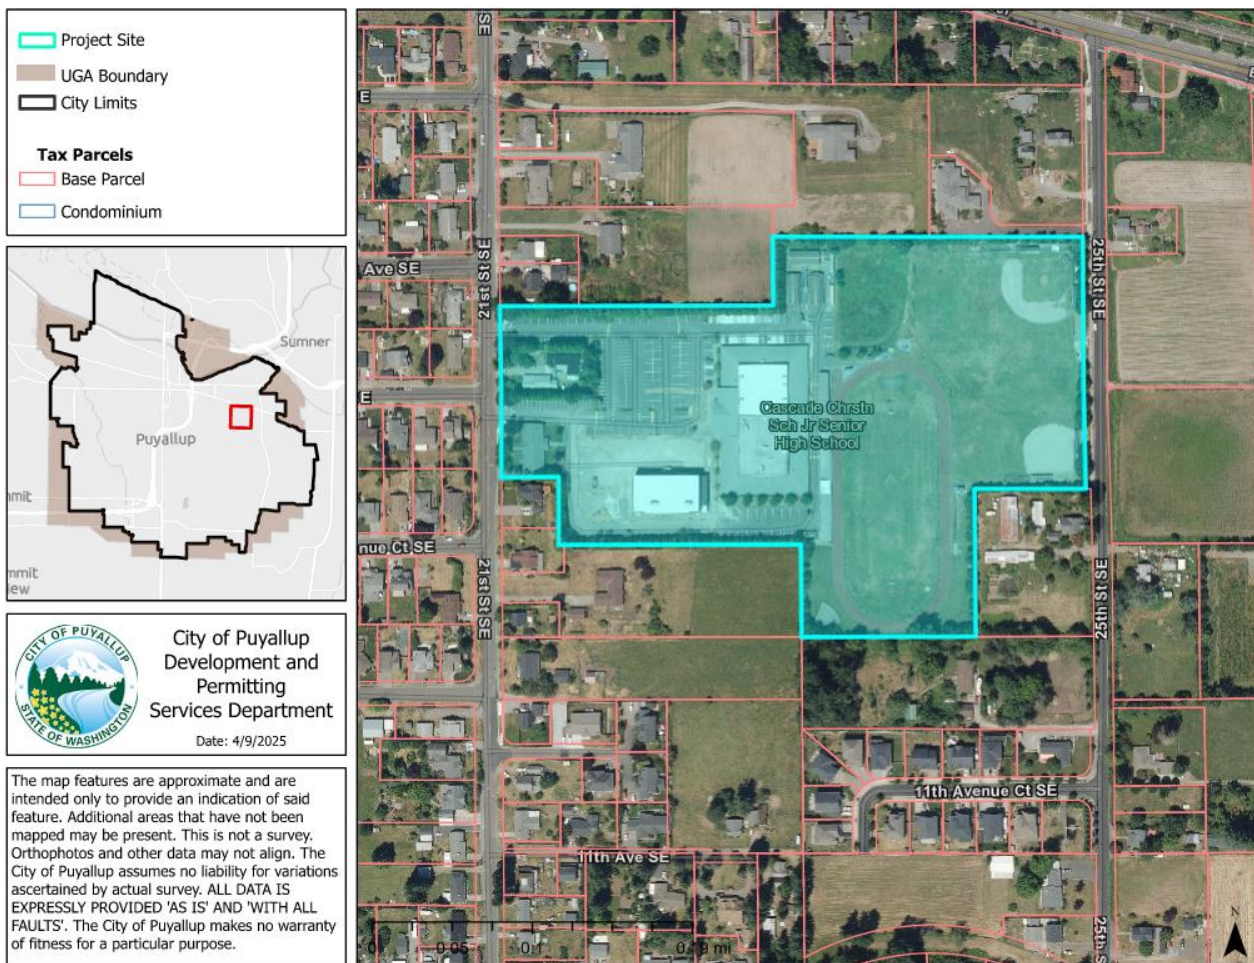 Project Site
UGA Boundary
City Limits
Tax Parcels
Base Parcel
Condominium
Sumner
Puyallup
mmit
mmit
iew
CITY OF PUYALLUP
STATE OF WASHINGTON
City of Puyallup
Development and
Permitting
Services Department
Date: 4/9/2025
The map features are approximate and are
intended only to provide an indication of said
feature. Additional areas that have not been
mapped may be present. This is not a survey.
Orthophotos and other data may not align. The
City of Puyallup assumes no liability for variations
ascertained by actual survey. ALL DATA IS
EXPRESSLY PROVIDED 'AS IS' AND 'WITH ALL
FAULTS'. The City of Puyallup makes no warranty
of fitness for a particular purpose.
SE
E
E
Ave SE
21st St SE
25th St SE
E
Cascade Chrstn
Sch Jr Senior
High School
nue Ct SE
21st St SE
25th St SE
11th Avenue Ct SE
11th Ave SE
25th S
0 0.05 0.1 0.19 mi
N